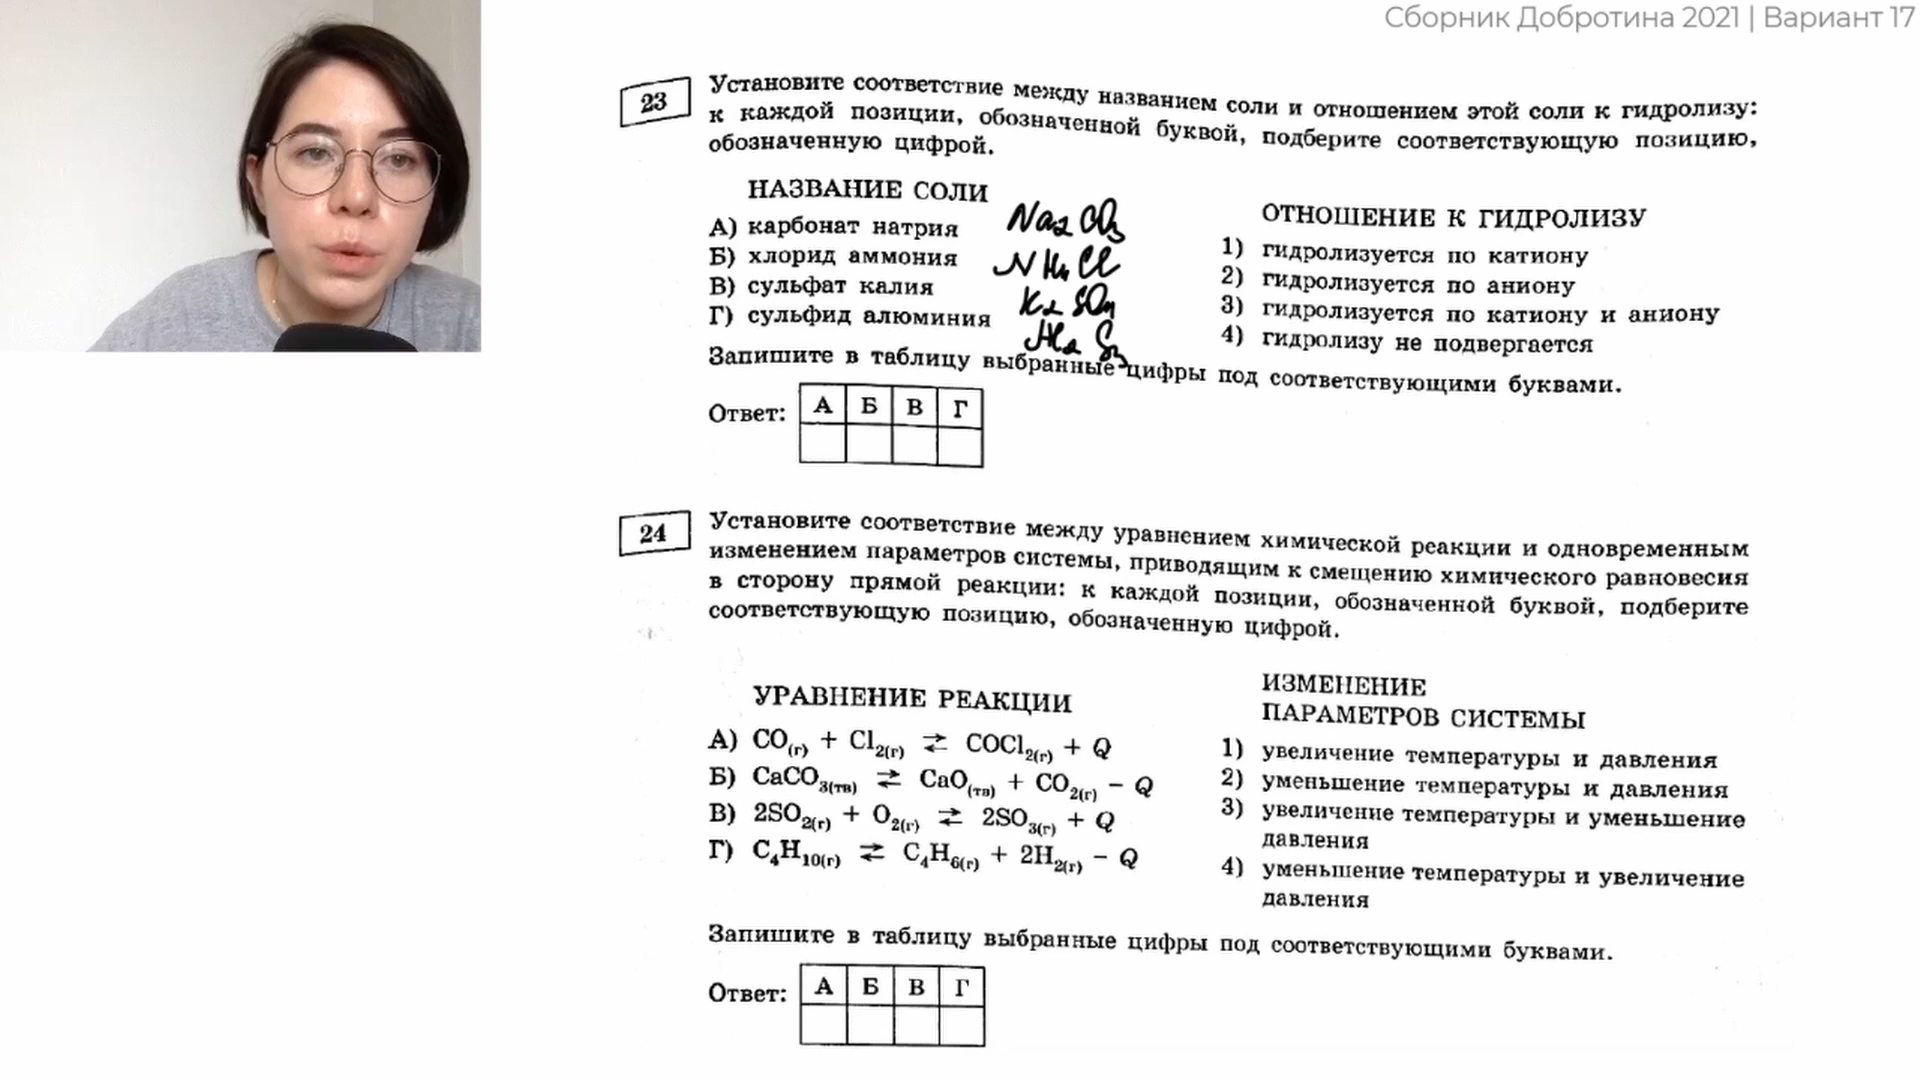 Сборник Добротина 2021 | Вариант 17
23
Установите соответствие между названием соли и отношением этой соли к гидролизу:
к каждой позиции, обозначенной буквой, подберите соответствующую позицию,
обозначенную цифрой.
НАЗВАНИЕ СОЛИ
А) карбонат натрия Na2CO3
Б) хлорид аммония NH4Cl
В) сульфат калия K2SO4
Г) сульфид алюминия Al2S3
ОТНОШЕНИЕ К ГИДРОЛИЗУ
1) гидролизуется по катиону
2) гидролизуется по аниону
3) гидролизуется по катиону и аниону
4) гидролизу не подвергается
Запишите в таблицу выбранные цифры под соответствующими буквами.
Ответ: А Б В Г
24
Установите соответствие между уравнением химической реакции и одновременным
изменением параметров системы, приводящим к смещению химического равновесия
в сторону прямой реакции: к каждой позиции, обозначенной буквой, подберите
соответствующую позицию, обозначенную цифрой.
УРАВНЕНИЕ РЕАКЦИИ
А) CO(г) + Cl2(г) ⇄ COCl2(г) + Q
Б) CaCO3(тв) ⇄ CaO(тв) + CO2(г) − Q
В) 2SO2(г) + O2(г) ⇄ 2SO3(г) + Q
Г) C4H10(г) ⇄ C4H6(г) + 2H2(г) − Q
ИЗМЕНЕНИЕ
ПАРАМЕТРОВ СИСТЕМЫ
1) увеличение температуры и давления
2) уменьшение температуры и давления
3) увеличение температуры и уменьшение
давления
4) уменьшение температуры и увеличение
давления
Запишите в таблицу выбранные цифры под соответствующими буквами.
Ответ: А Б В Г